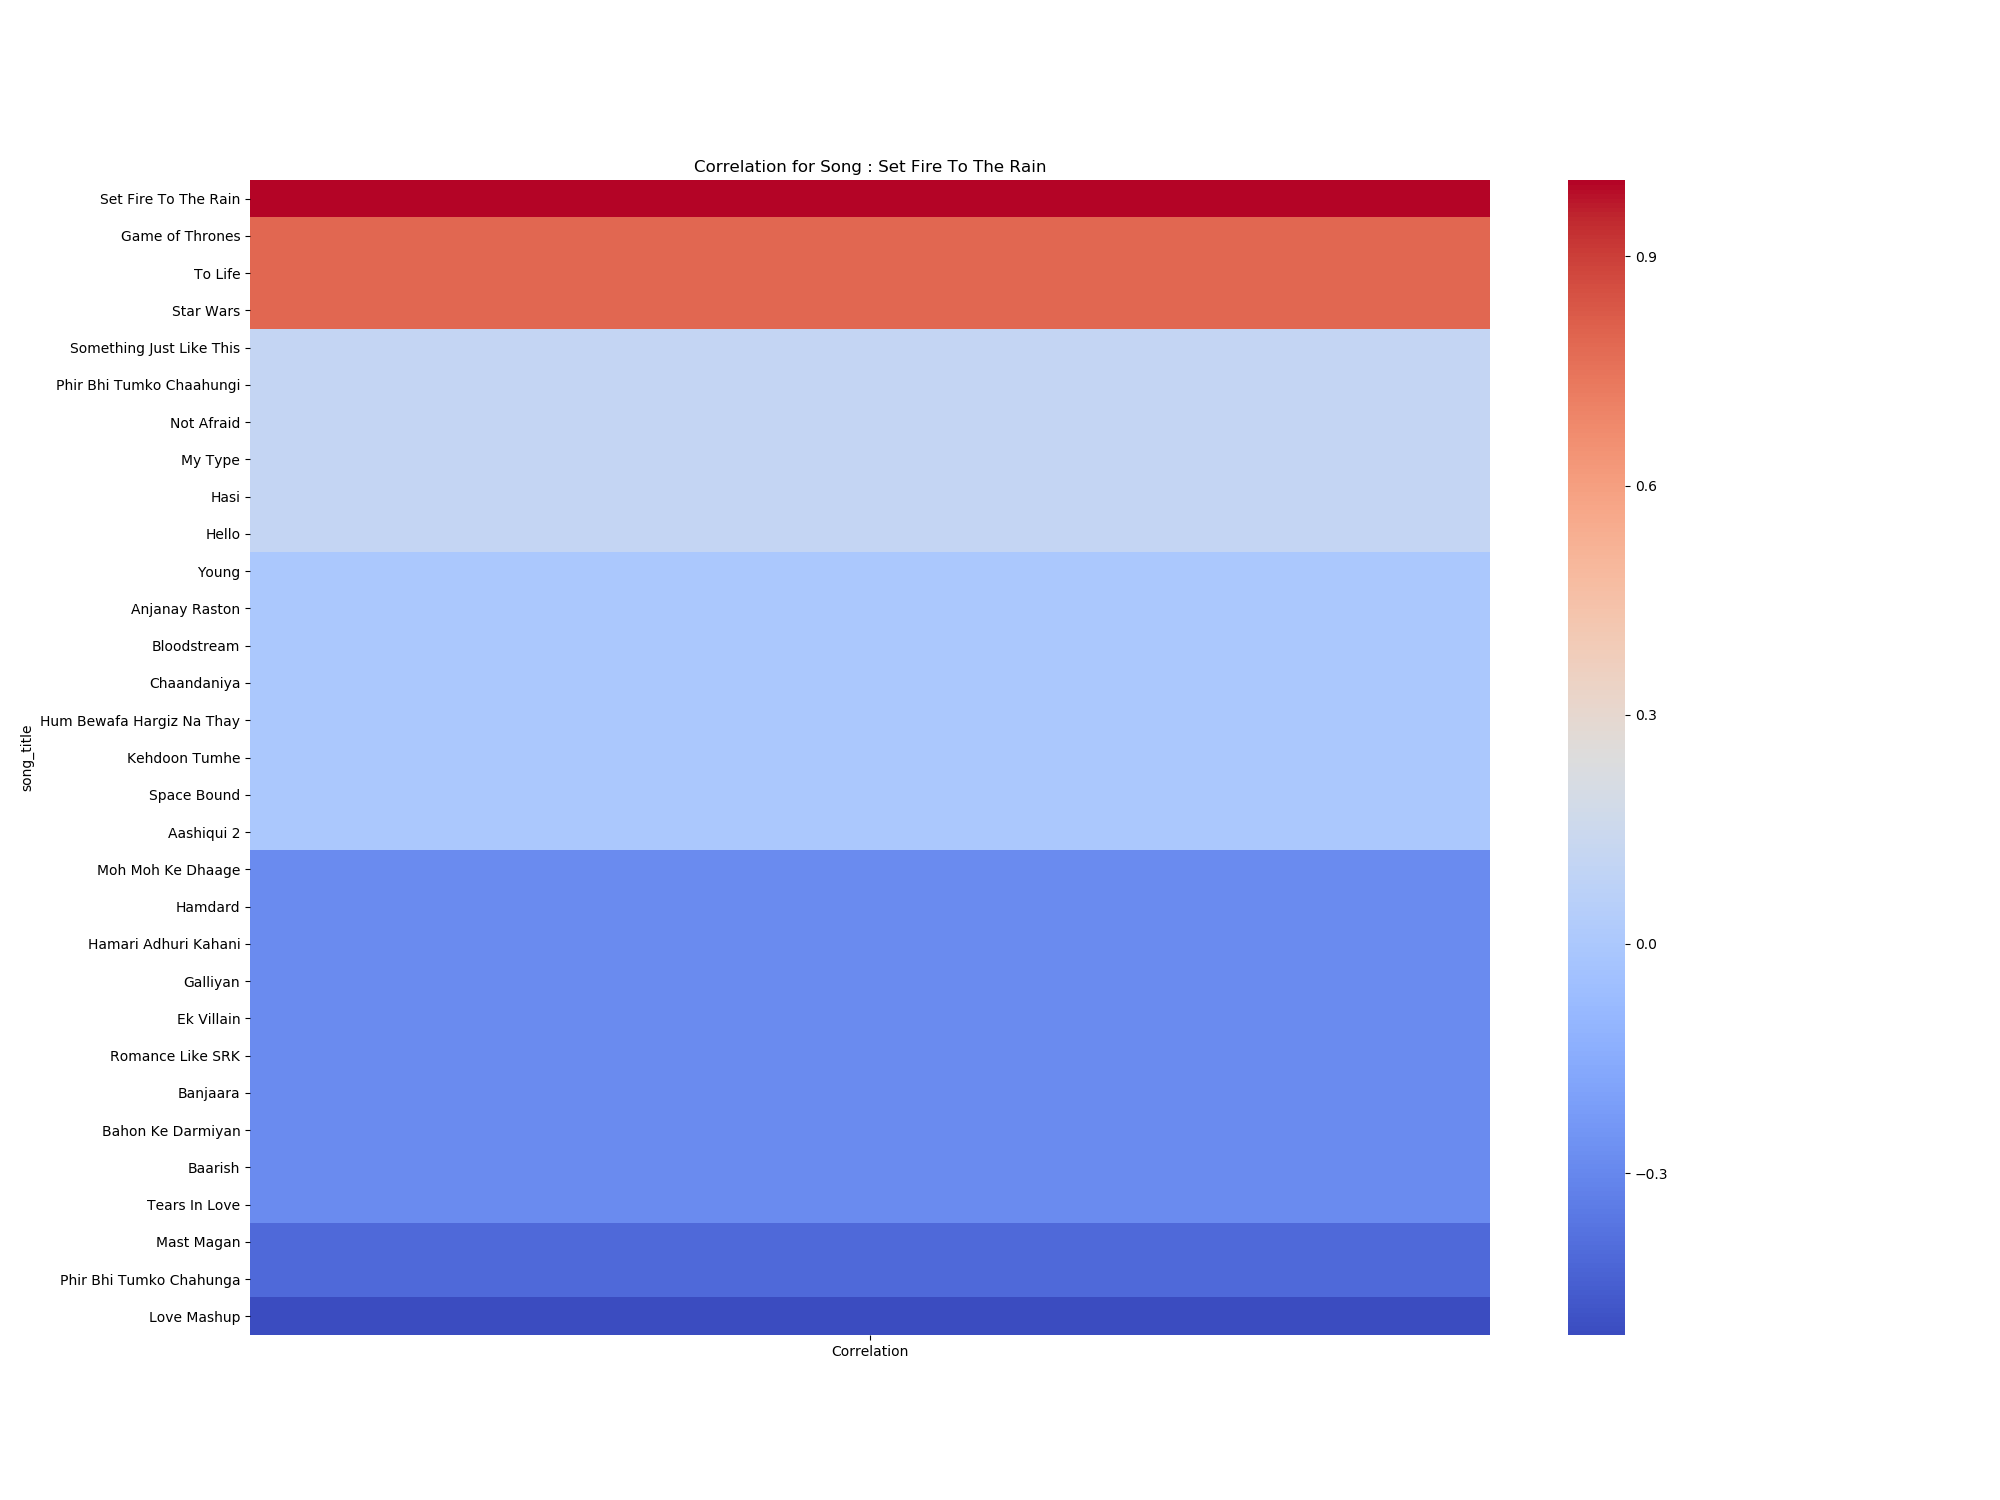 Correlation for Song : Set Fire To The Rain
Set Fire To The Rain
Game of Thrones
To Life
Star Wars
Something Just Like This
Phir Bhi Tumko Chaahungi
Not Afraid
My Type
Hasi
Hello
Young
Anjanay Raston
Bloodstream
Chaandaniya
Hum Bewafa Hargiz Na Thay
Kehdoon Tumhe
Space Bound
Aashiqui 2
Moh Moh Ke Dhaage
Hamdard
Hamari Adhuri Kahani
Galliyan
Ek Villain
Romance Like SRK
Banjaara
Bahon Ke Darmiyan
Baarish
Tears In Love
Mast Magan
Phir Bhi Tumko Chahunga
Love Mashup
song_title
Correlation
0.9
0.6
0.3
0.0
−0.3